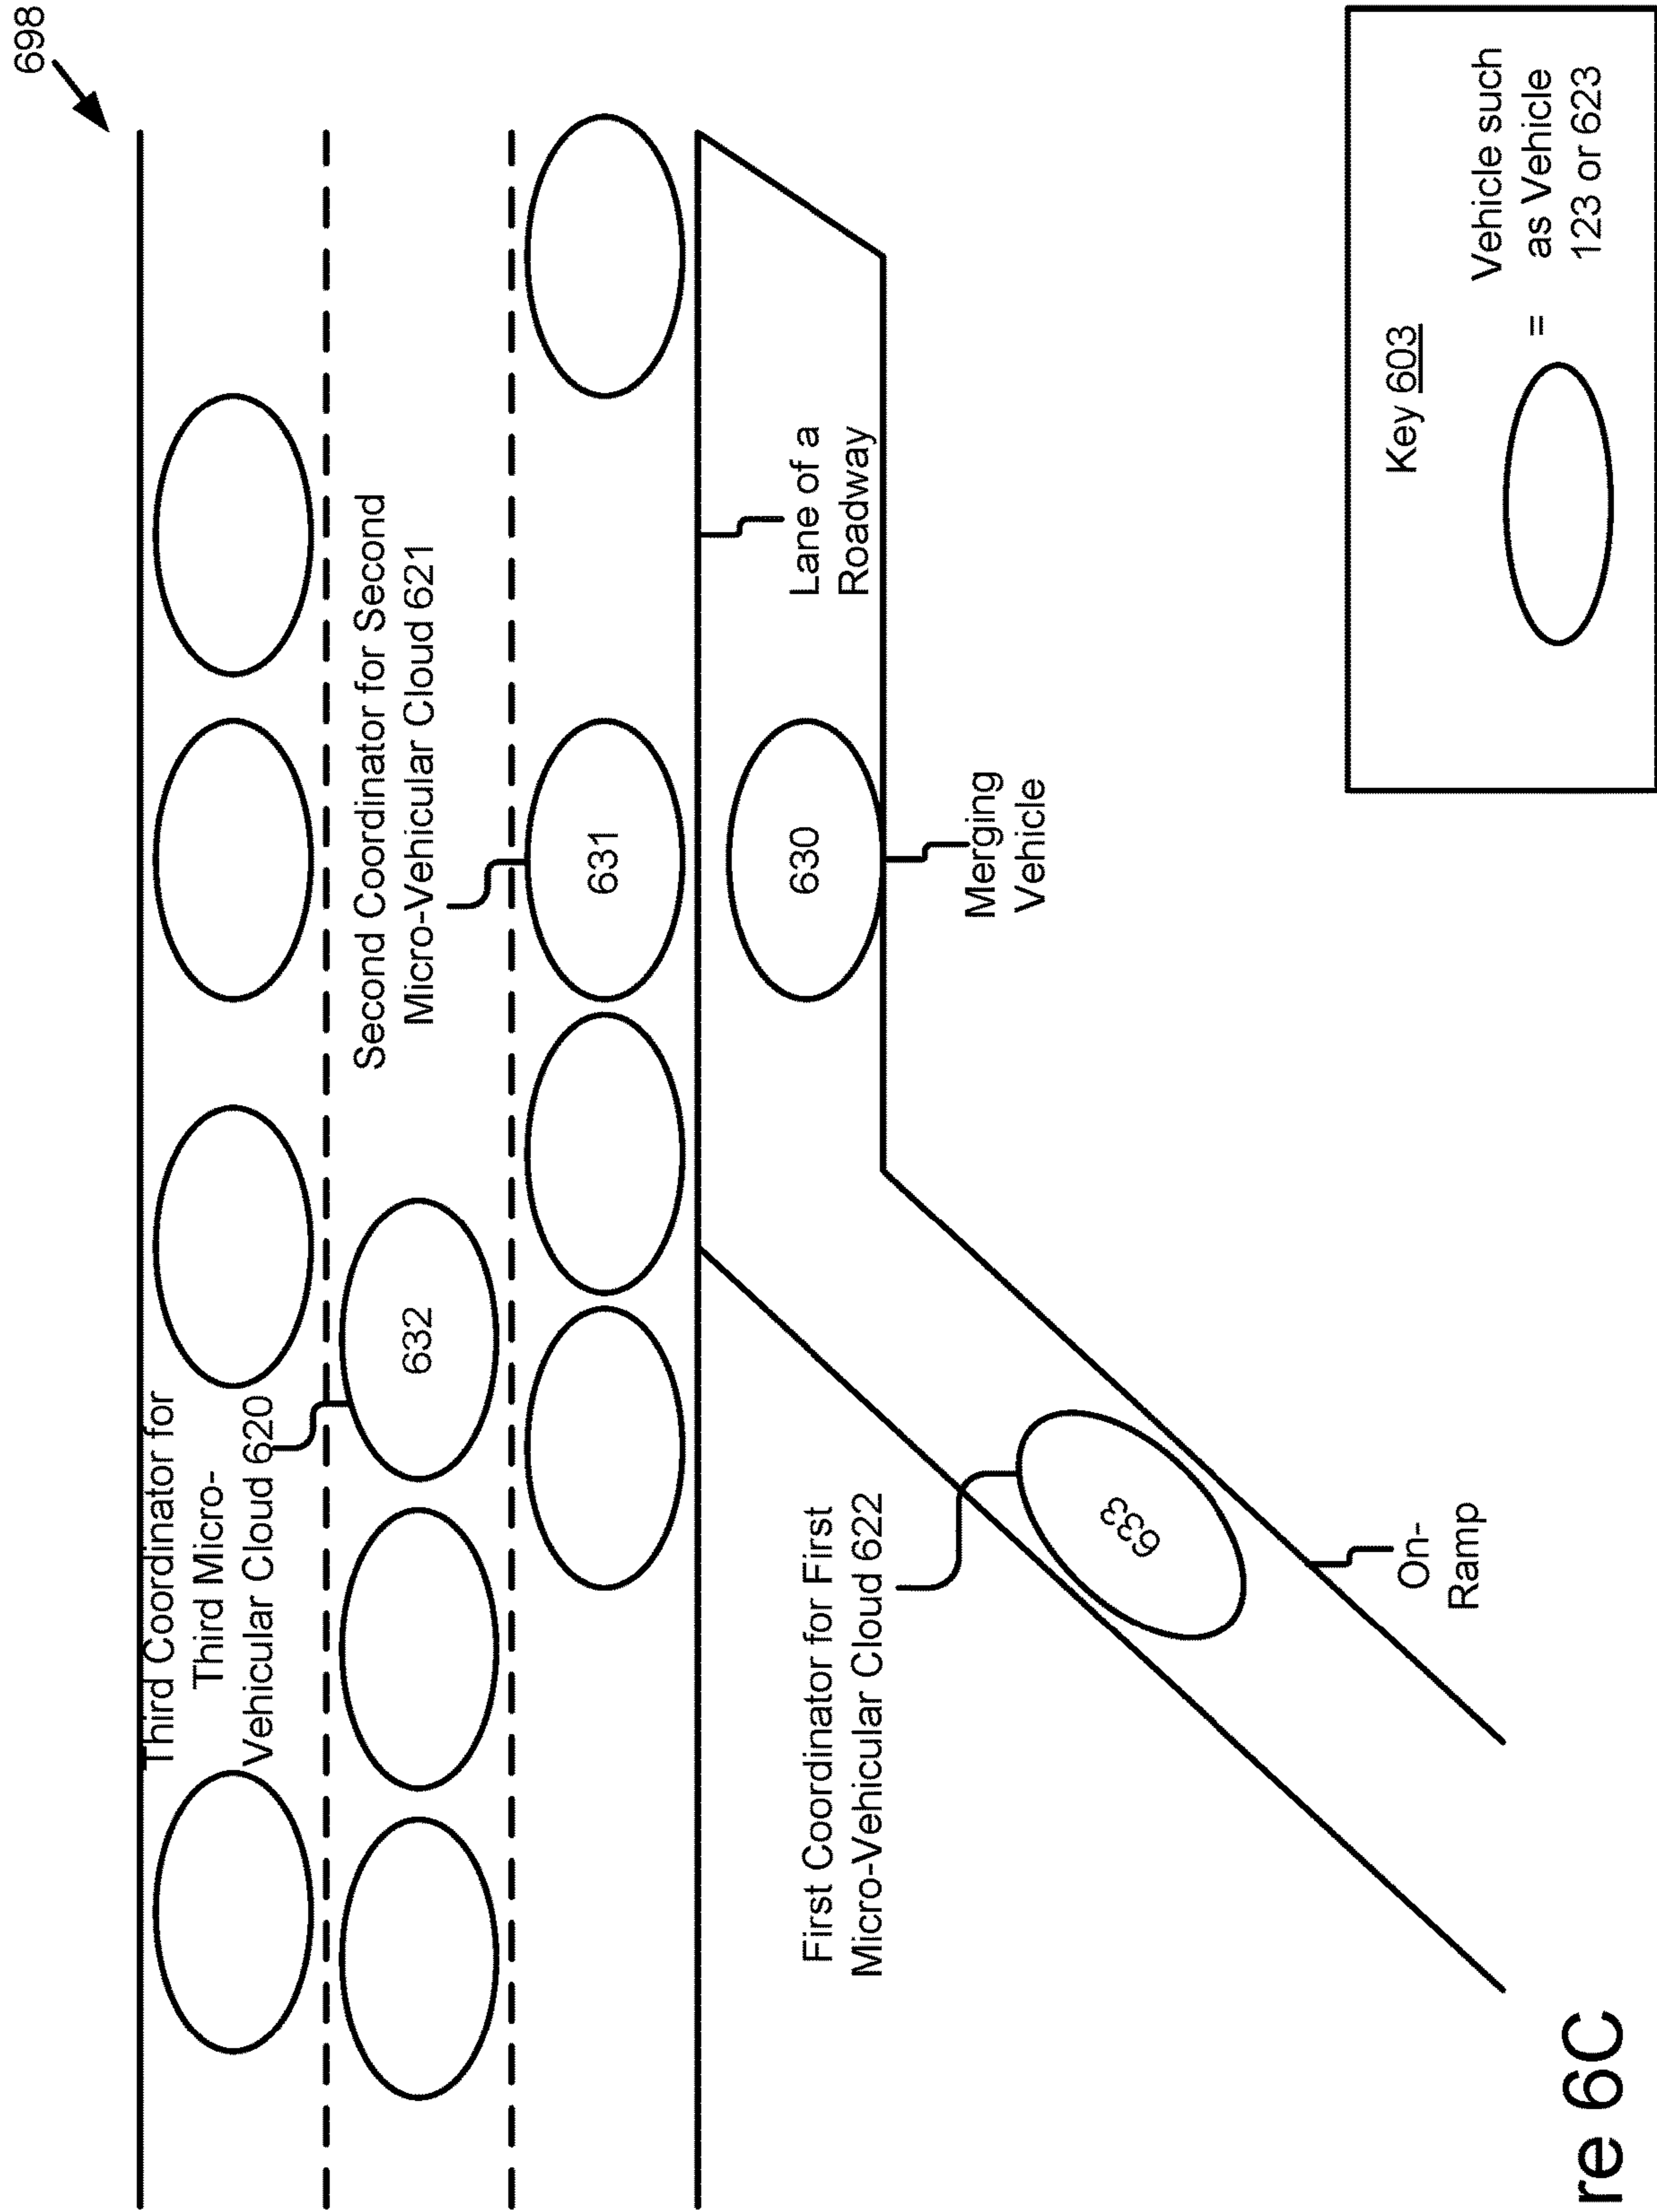 698
Third Coordinator for
Third Micro-
Vehicular Cloud 620
632
Second Coordinator for Second
Micro-Vehicular Cloud 621
631
Lane of a
Roadway
630
Merging
Vehicle
First Coordinator for First
Micro-Vehicular Cloud 622
633
On-
Ramp
Key 603
=
Vehicle such
as Vehicle
123 or 623
re 6C